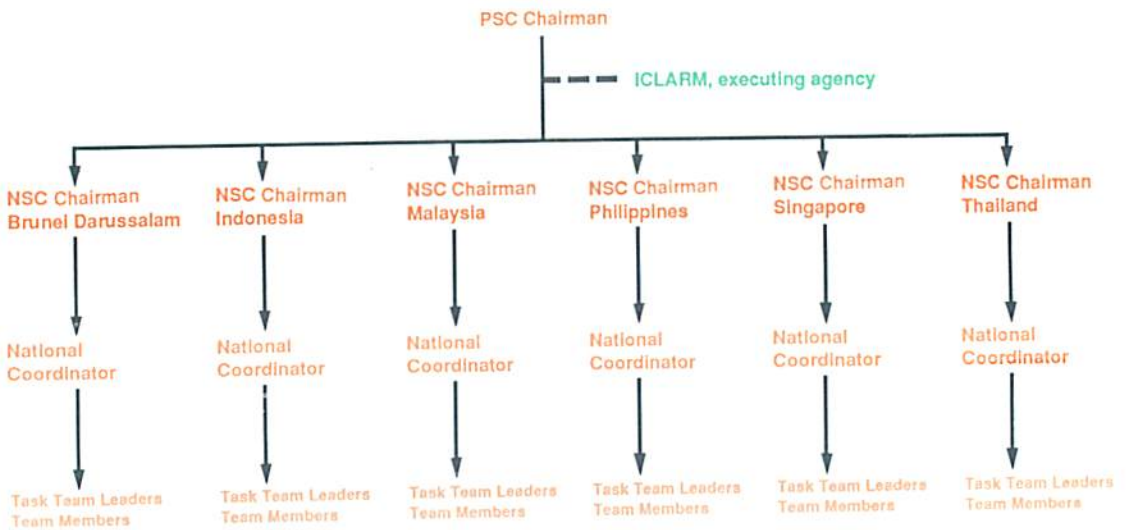 PSC Chairman
ICLARM, executing agency
NSC Chairman
Brunei Darussalam
NSC Chairman
Indonesia
NSC Chairman
Malaysia
NSC Chairman
Philippines
NSC Chairman
Singapore
NSC Chairman
Thailand
National
Coordinator
National
Coordinator
National
Coordinator
National
Coordinator
National
Coordinator
National
Coordinator
Task Team Leaders
Team Members
Task Team Leaders
Team Members
Task Team Leaders
Team Members
Task Team Leaders
Team Members
Task Team Leaders
Team Members
Task Team Leaders
Team Members